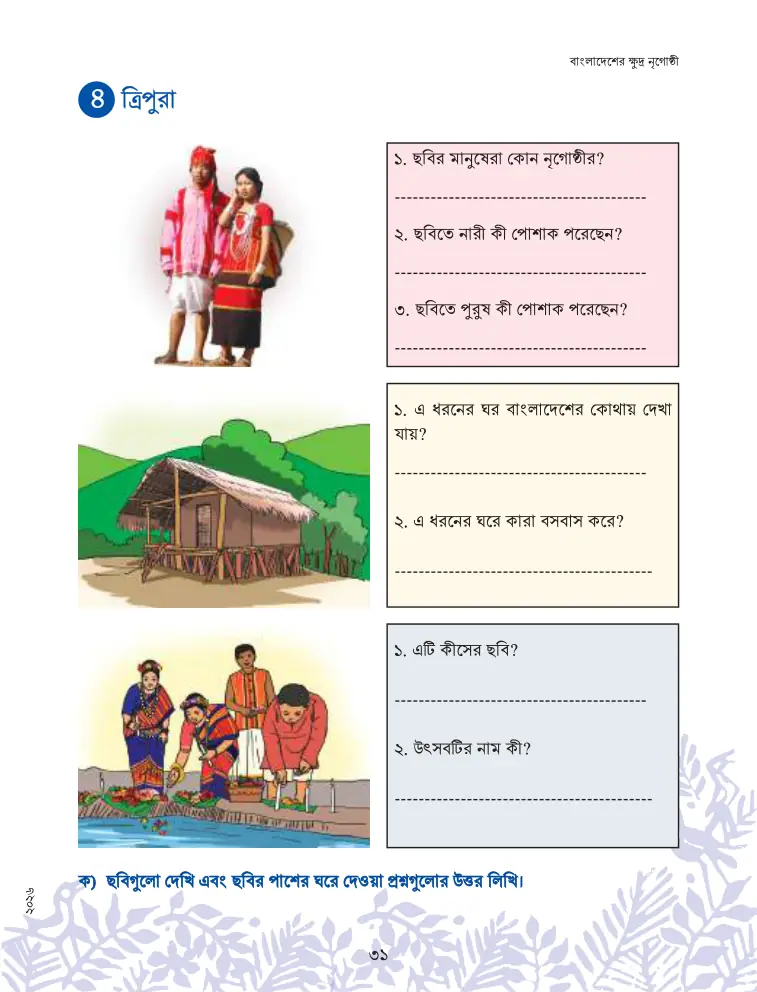 বাংলাদেশের ক্ষুদ্র নৃগোষ্ঠী
৪ ত্রিপুরা
১. ছবির মানুষেরা কোন নৃগোষ্ঠীর?
------------------------------------------
২. ছবিতে নারী কী পোশাক পরেছেন?
------------------------------------------
৩. ছবিতে পুরুষ কী পোশাক পরেছেন?
------------------------------------------
১. এ ধরনের ঘর বাংলাদেশের কোথায় দেখা
যায়?
------------------------------------------
২. এ ধরনের ঘরে কারা বসবাস করে?
-------------------------------------------
১. এটি কীসের ছবি?
------------------------------------------
২. উৎসবটির নাম কী?
-------------------------------------------
ক) ছবিগুলো দেখি এবং ছবির পাশের ঘরে দেওয়া প্রশ্নগুলোর উত্তর লিখি।
২০২৬
৩১